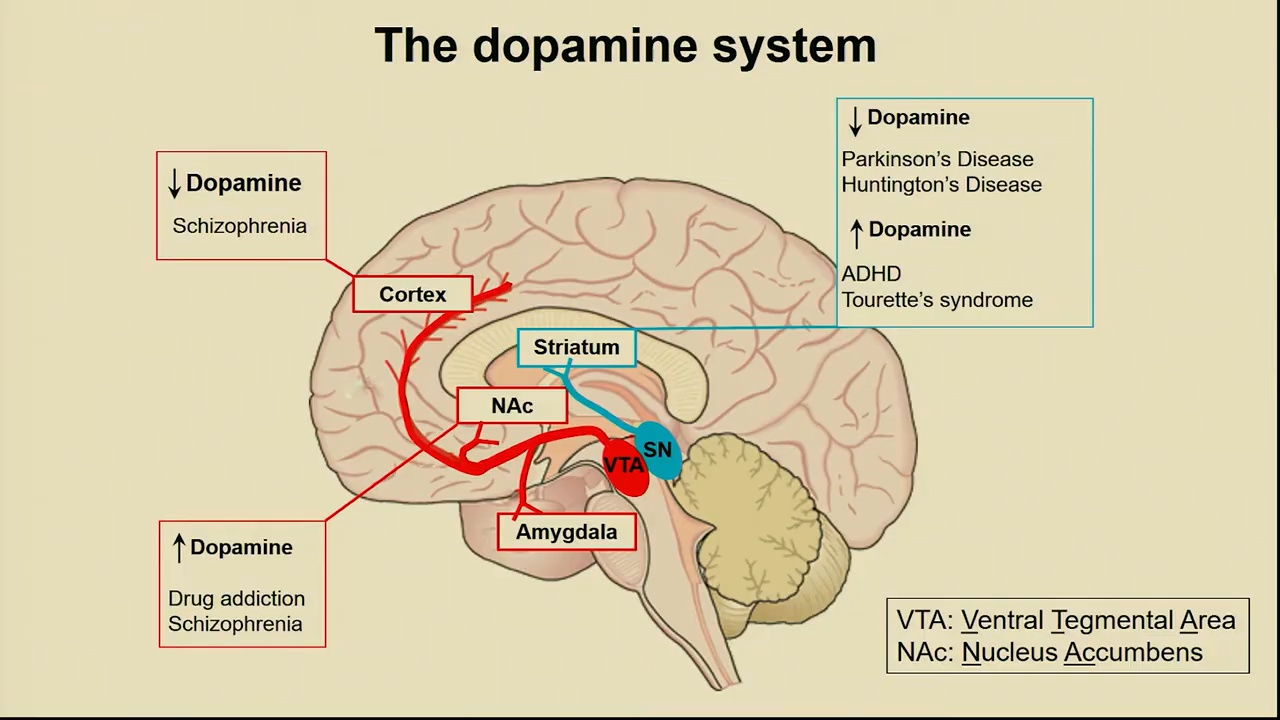 The dopamine system
↓ Dopamine
Schizophrenia
↓ Dopamine
Parkinson's Disease
Huntington's Disease
↑ Dopamine
ADHD
Tourette's syndrome
Cortex
Striatum
NAc
SN
VTA
Amygdala
↑ Dopamine
Drug addiction
Schizophrenia
VTA: Ventral Tegmental Area
NAc: Nucleus Accumbens